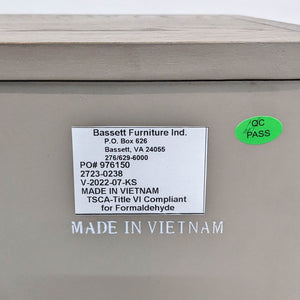 Bassett Furniture Ind.
P.O. Box 626
Bassett, VA 24055
276/629-6000
PO# 976150
2723-0238
V-2022-07-KS
MADE IN VIETNAM
TSCA-Title VI Compliant
for Formaldehyde
QC
PASS
MADE IN VIETNAM